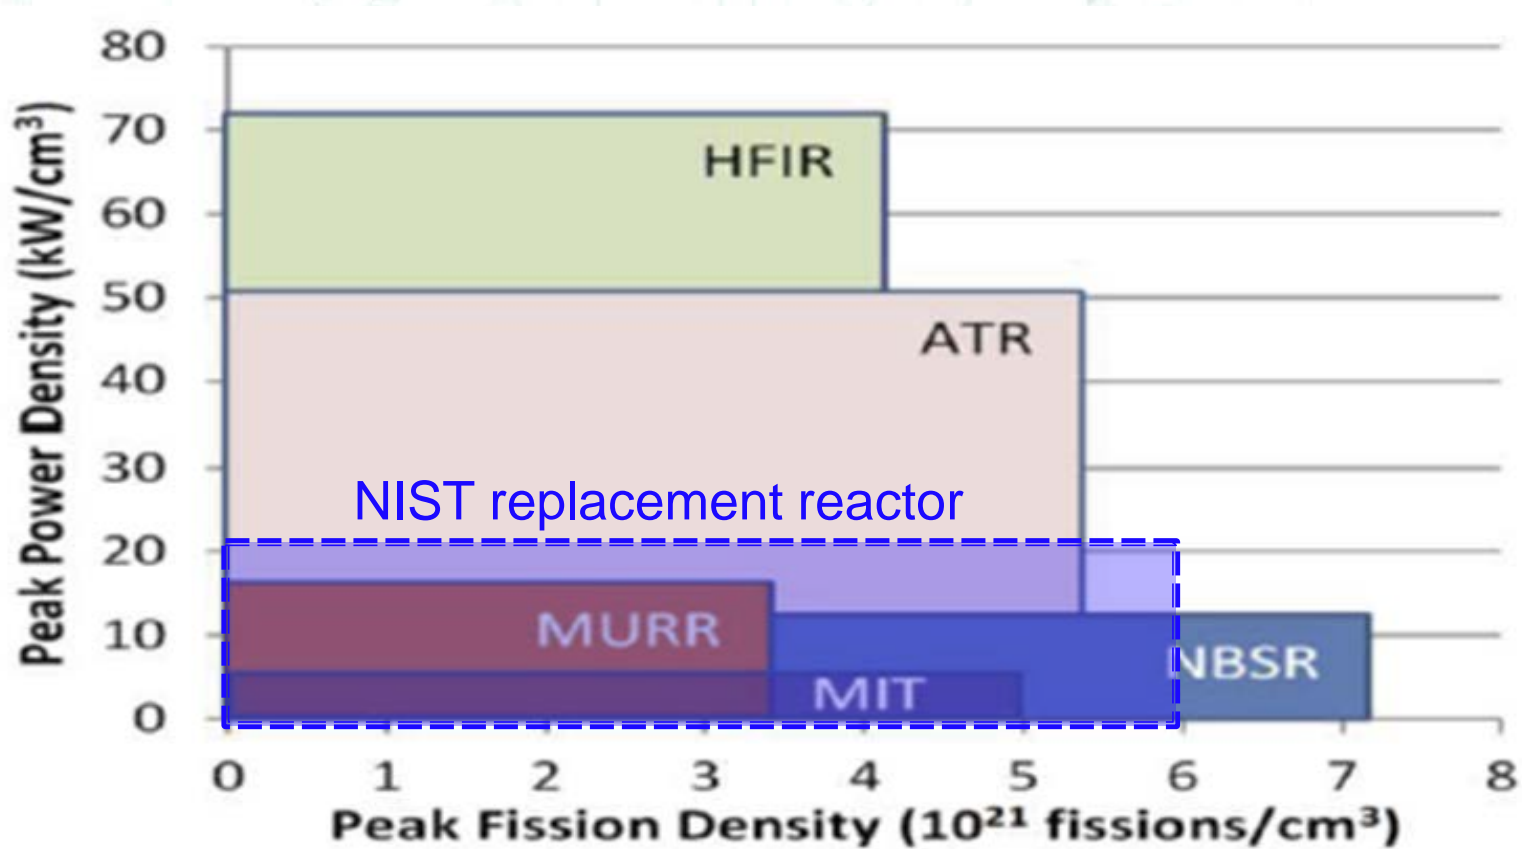 80
70
60
50
40
30
20
10
0
Peak Power Density (kW/cm³)
HFIR
ATR
NIST replacement reactor
MURR
NBSR
MIT
0 1 2 3 4 5 6 7 8
Peak Fission Density (10²¹ fissions/cm³)